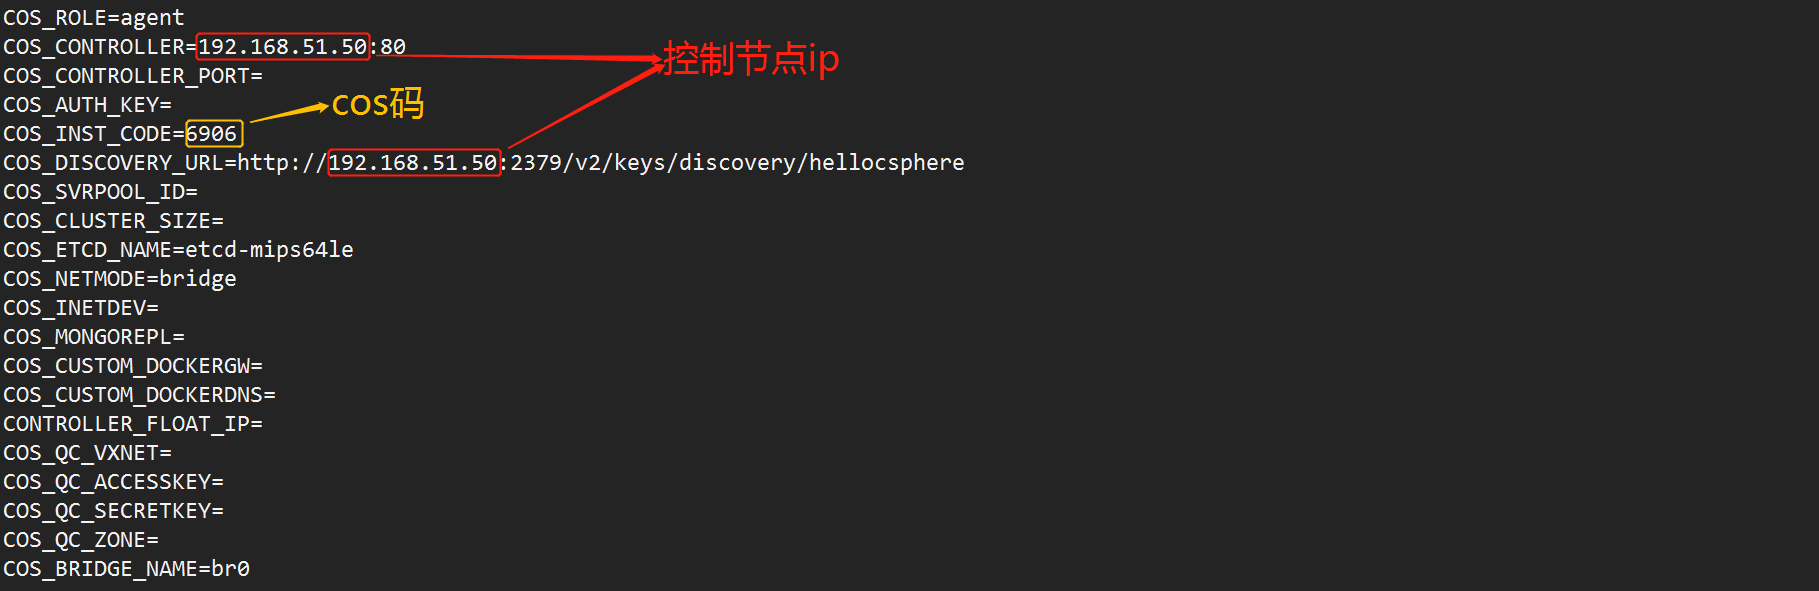 COS_ROLE=agent
COS_CONTROLLER=192.168.51.50:80
控制节点ip
COS_CONTROLLER_PORT=
COS_AUTH_KEY=
cos码
COS_INST_CODE=6906
COS_DISCOVERY_URL=http://192.168.51.50:2379/v2/keys/discovery/hellocsphere
COS_SVRPOOL_ID=
COS_CLUSTER_SIZE=
COS_ETCD_NAME=etcd-mips64le
COS_NETMODE=bridge
COS_INETDEV=
COS_MONGOREPL=
COS_CUSTOM_DOCKERGW=
COS_CUSTOM_DOCKERDNS=
CONTROLLER_FLOAT_IP=
COS_QC_VXNET=
COS_QC_ACCESSKEY=
COS_QC_SECRETKEY=
COS_QC_ZONE=
COS_BRIDGE_NAME=br0